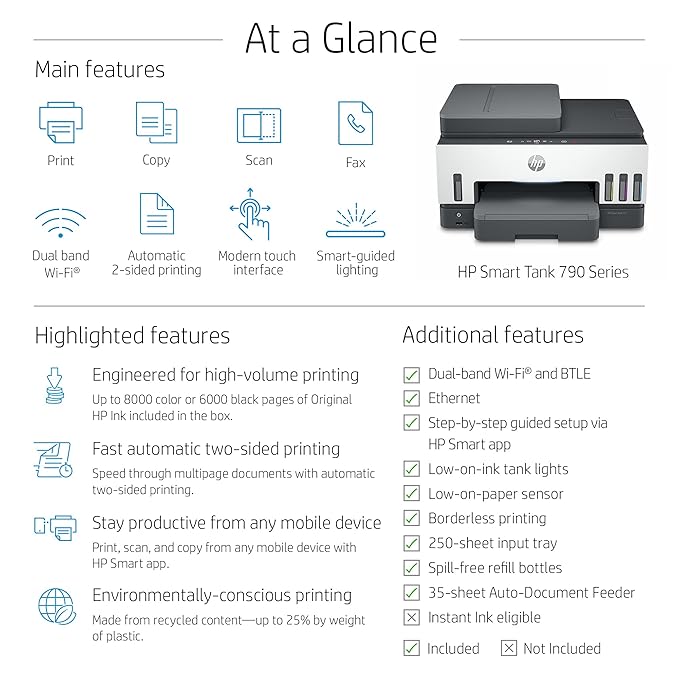 At a Glance
Main features
Print
Copy
Scan
Fax
Dual band
Wi-Fi®
Automatic
2-sided printing
Modern touch
interface
Smart-guided
lighting
hp
HP Smart Tank 790 Series
Highlighted features
Engineered for high-volume printing
Up to 8000 color or 6000 black pages of Original
HP Ink included in the box.
Fast automatic two-sided printing
Speed through multipage documents with automatic
two-sided printing.
Stay productive from any mobile device
Print, scan, and copy from any mobile device with
HP Smart app.
Environmentally-conscious printing
Made from recycled content—up to 25% by weight
of plastic.
Additional features
Dual-band Wi-Fi® and BTLE
Ethernet
Step-by-step guided setup via
HP Smart app
Low-on-ink tank lights
Low-on-paper sensor
Borderless printing
250-sheet input tray
Spill-free refill bottles
35-sheet Auto-Document Feeder
Instant Ink eligible
Included
Not Included